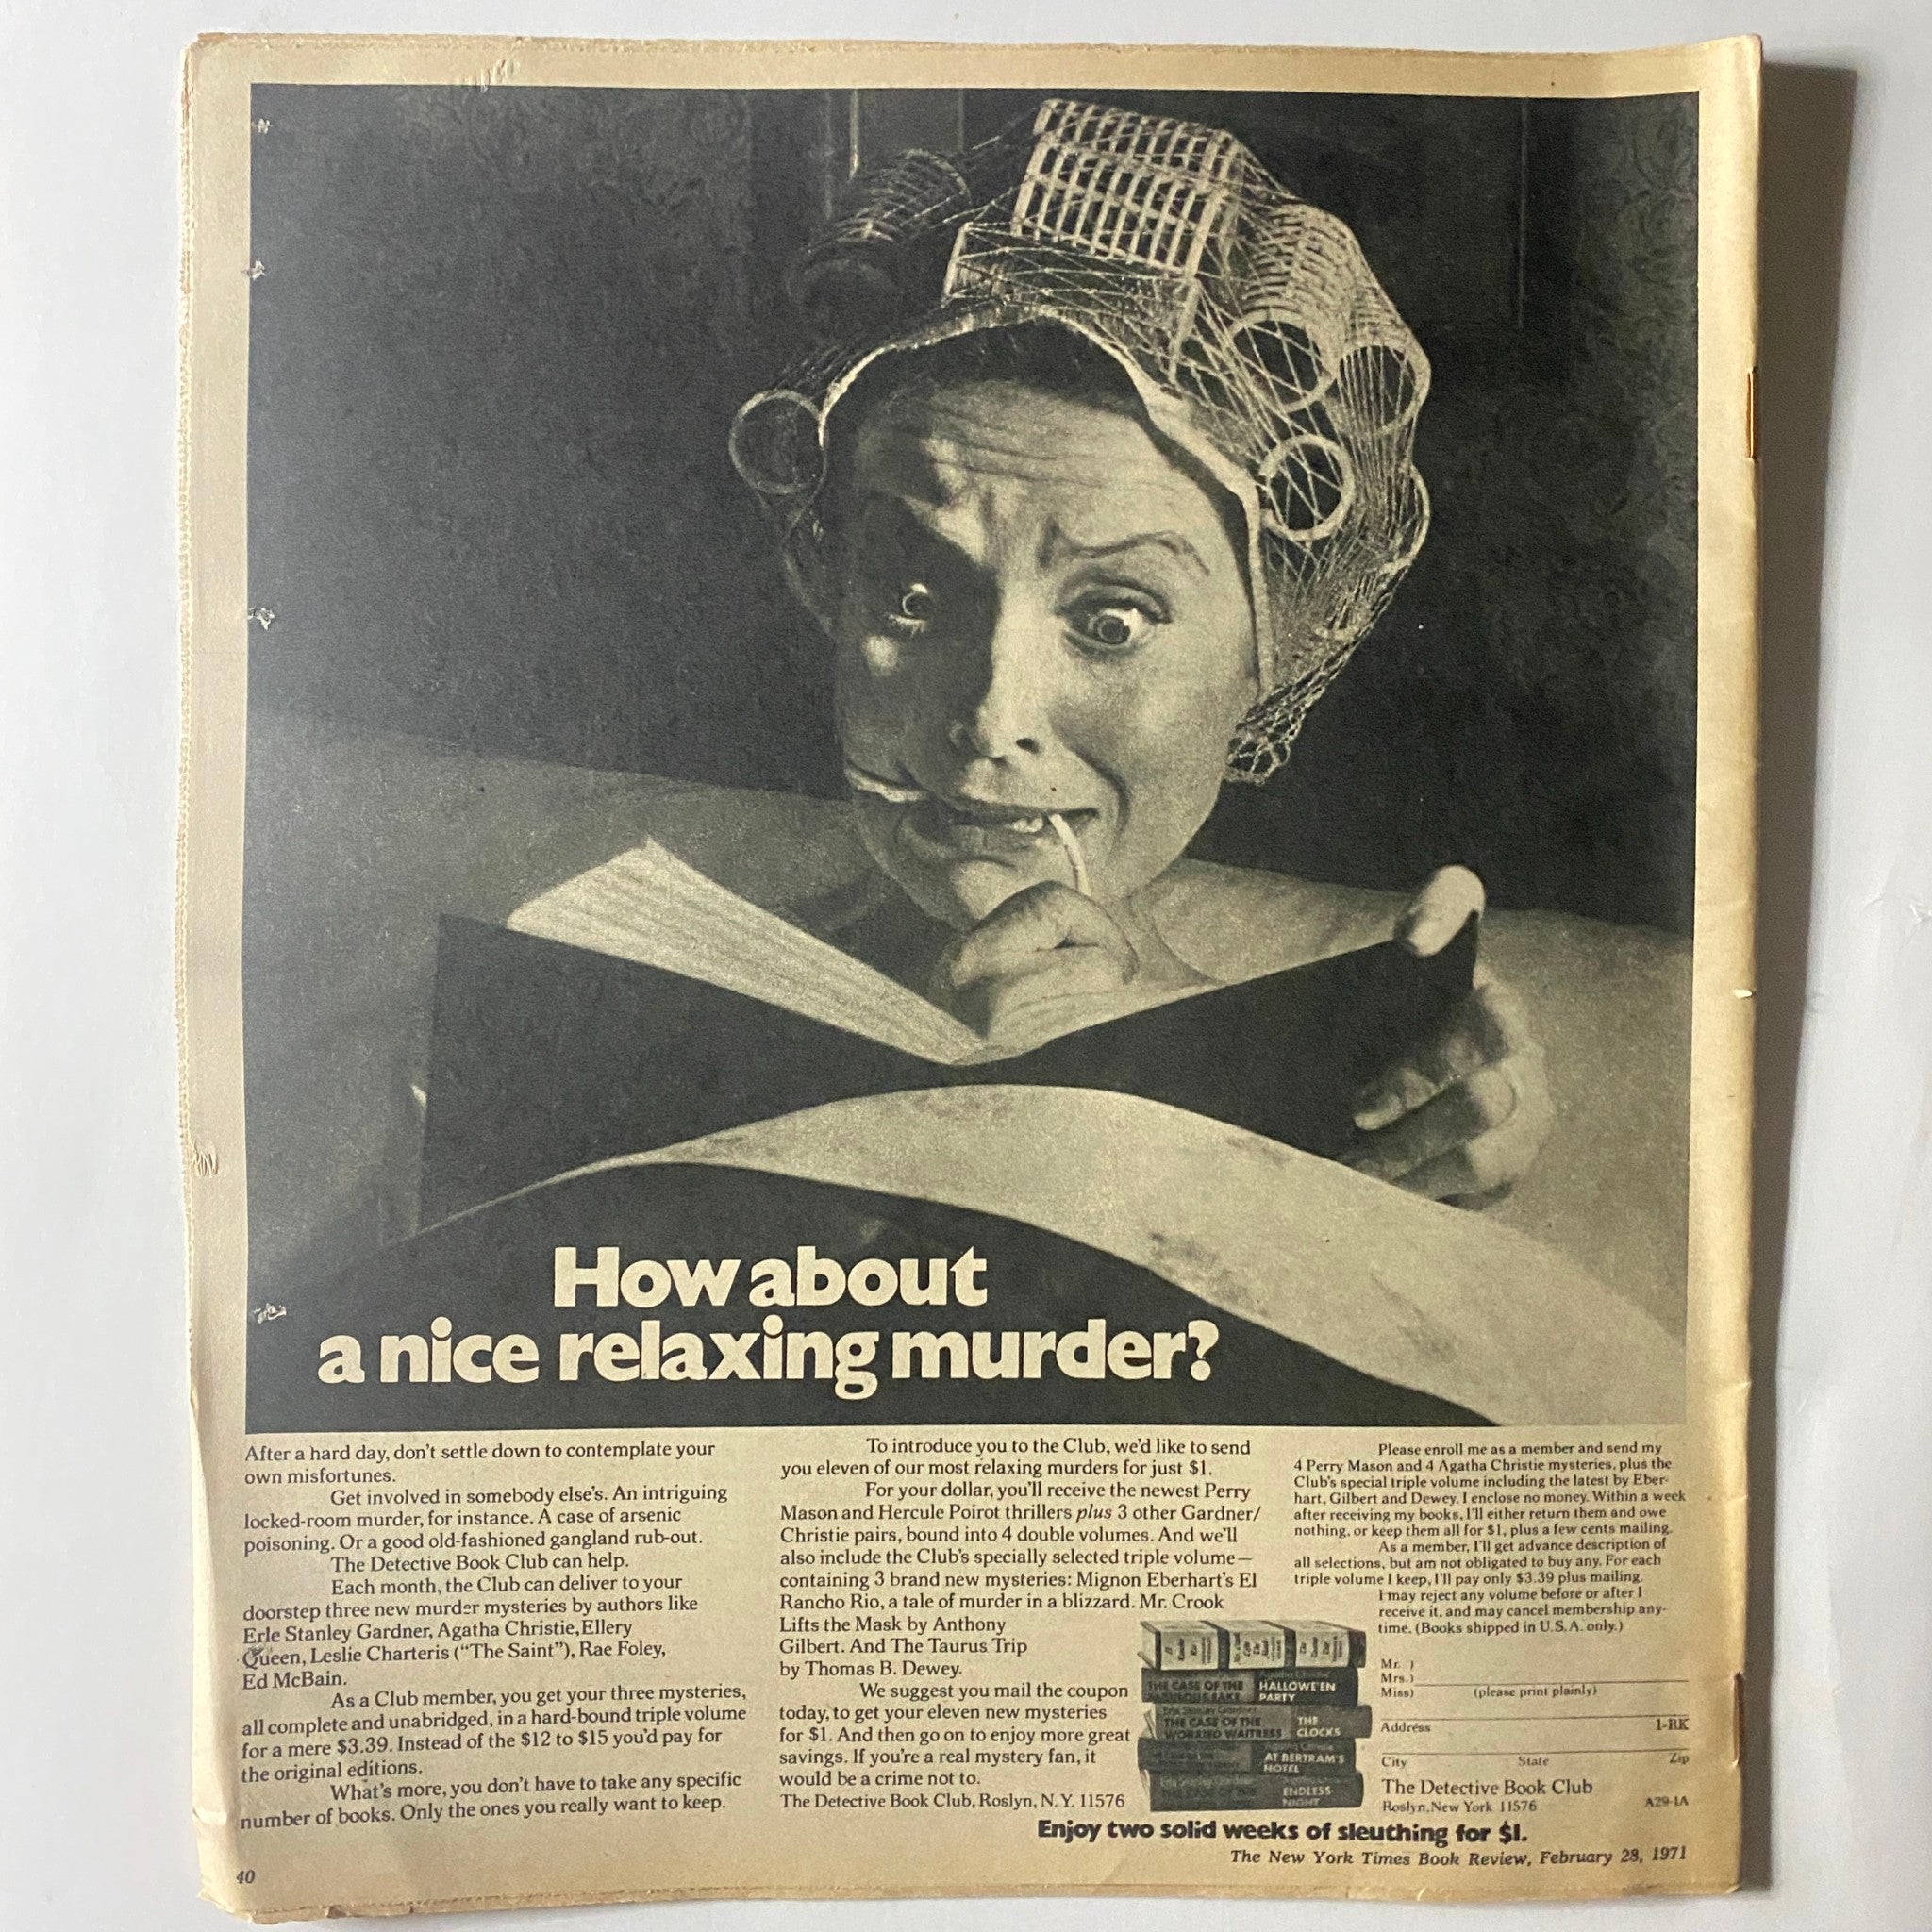 How about
a nice relaxing murder?
After a hard day, don't settle down to contemplate your
own misfortunes.
Get involved in somebody else's. An intriguing
locked-room murder, for instance. A case of arsenic
poisoning. Or a good old-fashioned gangland rub-out.
The Detective Book Club can help.
Each month, the Club can deliver to your
doorstep three new murder mysteries by authors like
Erle Stanley Gardner, Agatha Christie, Ellery
Queen, Leslie Charteris ("The Saint"), Rae Foley,
Ed McBain.
As a Club member, you get your three mysteries,
all complete and unabridged, in a hard-bound triple volume
for a mere $3.39. Instead of the $12 to $15 you'd pay for
the original editions.
What's more, you don't have to take any specific
number of books. Only the ones you really want to keep.
To introduce you to the Club, we'd like to send
you eleven of our most relaxing murders for just $1.
For your dollar, you'll receive the newest Perry
Mason and Hercule Poirot thrillers plus 3 other Gardner/
Christie pairs, bound into 4 double volumes. And we'll
also include the Club's specially selected triple volume—
containing 3 brand new mysteries: Mignon Eberhart's El
Rancho Rio, a tale of murder in a blizzard. Mr. Crook
Lifts the Mask by Anthony
Gilbert. And The Taurus Trip
by Thomas B. Dewey.
We suggest you mail the coupon
today, to get your eleven new mysteries
for $1. And then go on to enjoy more great
savings. If you're a real mystery fan, it
would be a crime not to.
The Detective Book Club, Roslyn, N.Y. 11576
THE CASE OF THE
HALLOWE'EN
PARTY
THE CASE OF THE
WORRIED WAITRESS
THE
CLOCKS
AT BERTRAM'S
HOTEL
ENDLESS
NIGHT
Please enroll me as a member and send my
4 Perry Mason and 4 Agatha Christie mysteries, plus the
Club's special triple volume including the latest by Eber-
hart, Gilbert and Dewey. I enclose no money. Within a week
after receiving my books, I'll either return them and owe
nothing, or keep them all for $1, plus a few cents mailing.
As a member, I'll get advance description of
all selections, but am not obligated to buy any. For each
triple volume I keep, I'll pay only $3.39 plus mailing.
I may reject any volume before or after I
receive it, and may cancel membership any-
time. (Books shipped in U.S.A. only.)
Mr. )
Mrs.)
Miss) (please print plainly)
Address 1-RK
City State Zip
The Detective Book Club
Roslyn, New York 11576 A29-1A
Enjoy two solid weeks of sleuthing for $1.
40 The New York Times Book Review, February 28, 1971